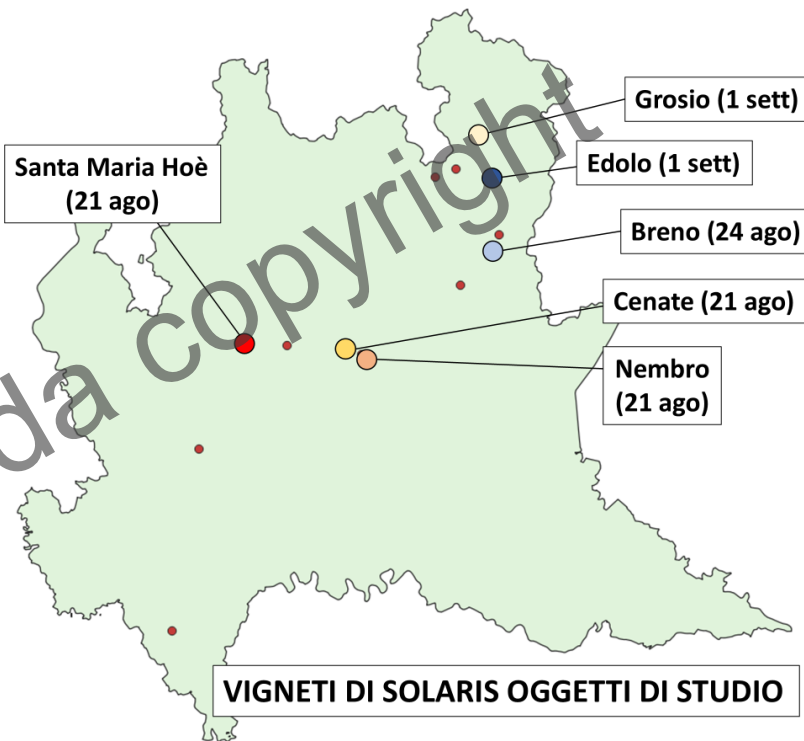 Grosio (1 sett)
Santa Maria Hoè
(21 ago)
Edolo (1 sett)
Breno (24 ago)
Cenate (21 ago)
Nembro
(21 ago)
da copyright
VIGNETI DI SOLARIS OGGETTI DI STUDIO